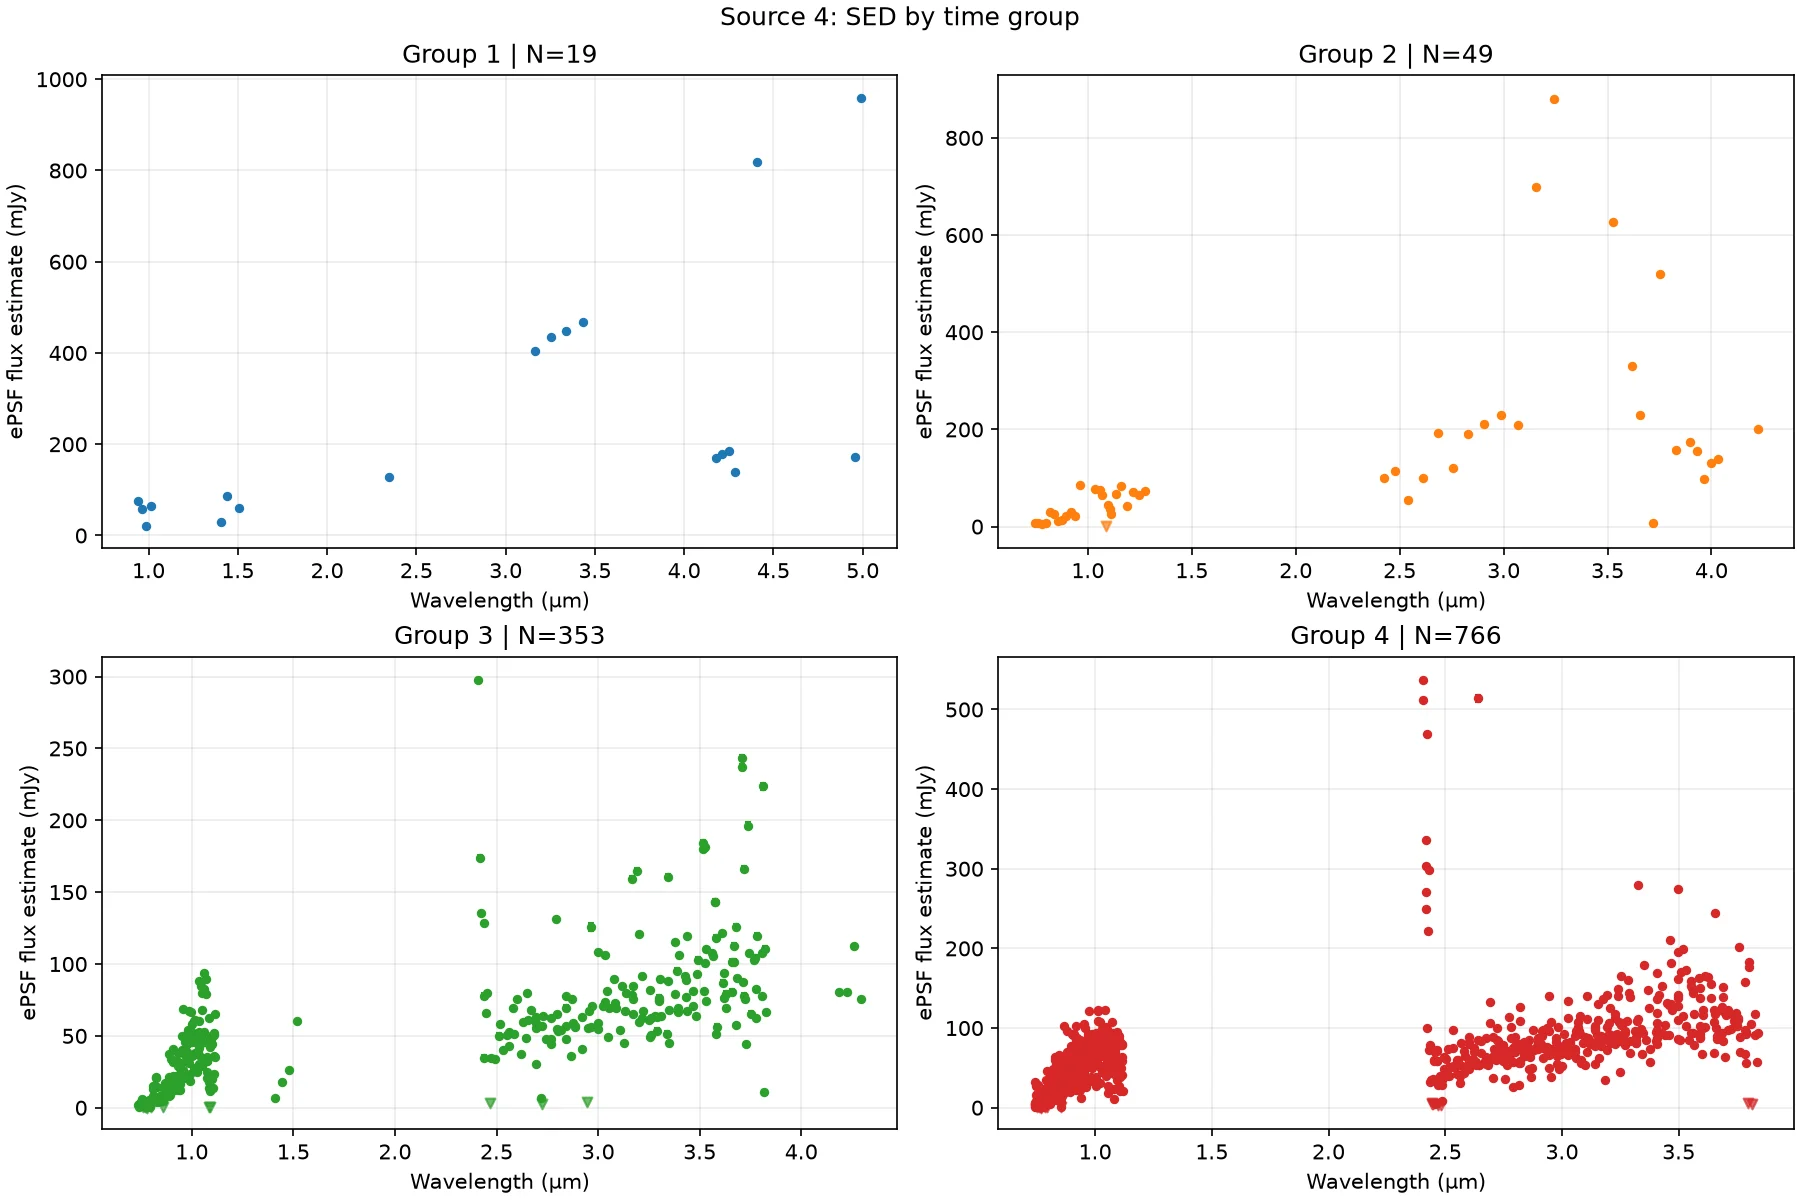 Source 4: SED by time group
Group 1 | N=19
1000
800
600
400
200
0
ePSF flux estimate (mJy)
1.0 1.5 2.0 2.5 3.0 3.5 4.0 4.5 5.0
Wavelength (μm)
Group 2 | N=49
800
600
400
200
0
ePSF flux estimate (mJy)
1.0 1.5 2.0 2.5 3.0 3.5 4.0
Wavelength (μm)
Group 3 | N=353
300
250
200
150
100
50
0
ePSF flux estimate (mJy)
1.0 1.5 2.0 2.5 3.0 3.5 4.0
Wavelength (μm)
Group 4 | N=766
500
400
300
200
100
0
ePSF flux estimate (mJy)
1.0 1.5 2.0 2.5 3.0 3.5
Wavelength (μm)